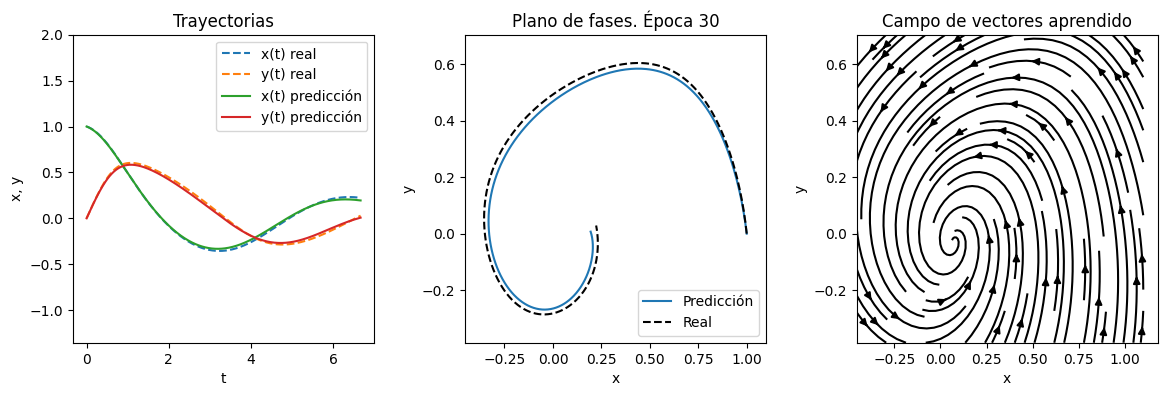 Trayectorias
x(t) real
y(t) real
x(t) predicción
y(t) predicción
2.0
1.5
1.0
0.5
0.0
−0.5
−1.0
x, y
0
2
4
6
t
Plano de fases. Época 30
0.6
0.4
0.2
0.0
−0.2
y
Predicción
Real
−0.25
0.00
0.25
0.50
0.75
1.00
x
Campo de vectores aprendido
0.6
0.4
0.2
0.0
−0.2
y
−0.25
0.00
0.25
0.50
0.75
1.00
x